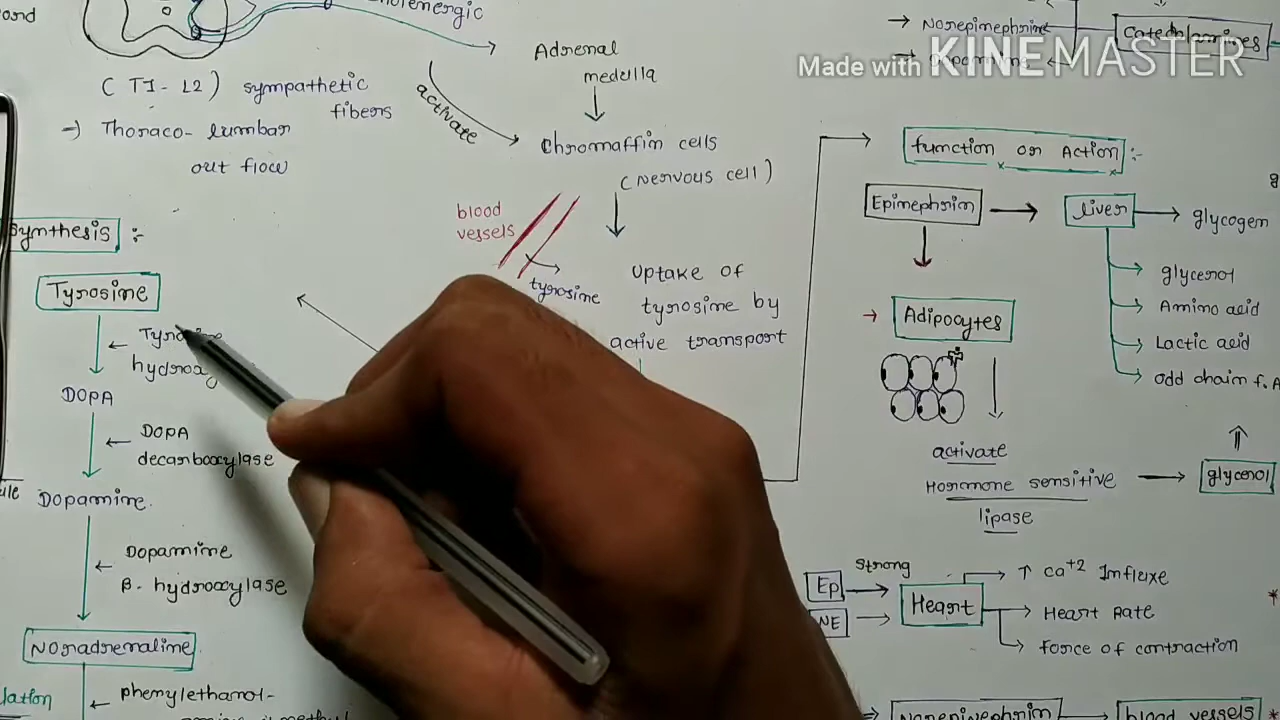 Adrenal
medulla
activate
(T1-L2) sympathetic
fibers
-) Thoraco-lumbar
out flow
Chromaffin cells
(Nervous cell)
blood
vessels
tyrosine
uptake of
tyrosine by
active transport
Synthesis :-
Tyrosine
DOPA
DOPA
decarboxylase
Dopamine.
Dopamine
β-hydroxylase
Noradrenaline
phenylethanol-
→ Norepinephrine
Catecholamines
Made with KINEMASTER
function or Action :-
Epinephrin → liver → glycogen
glycerol
Amino acid
Lactic acid
odd chain f.A
→ Adipocytes
activate
Hormone sensitive → glycerol
lipase
Ep strong
NE Heart
↑ Ca+2 Influxe
Heart Rate
force of contraction
Norepinephrin → blood vessels